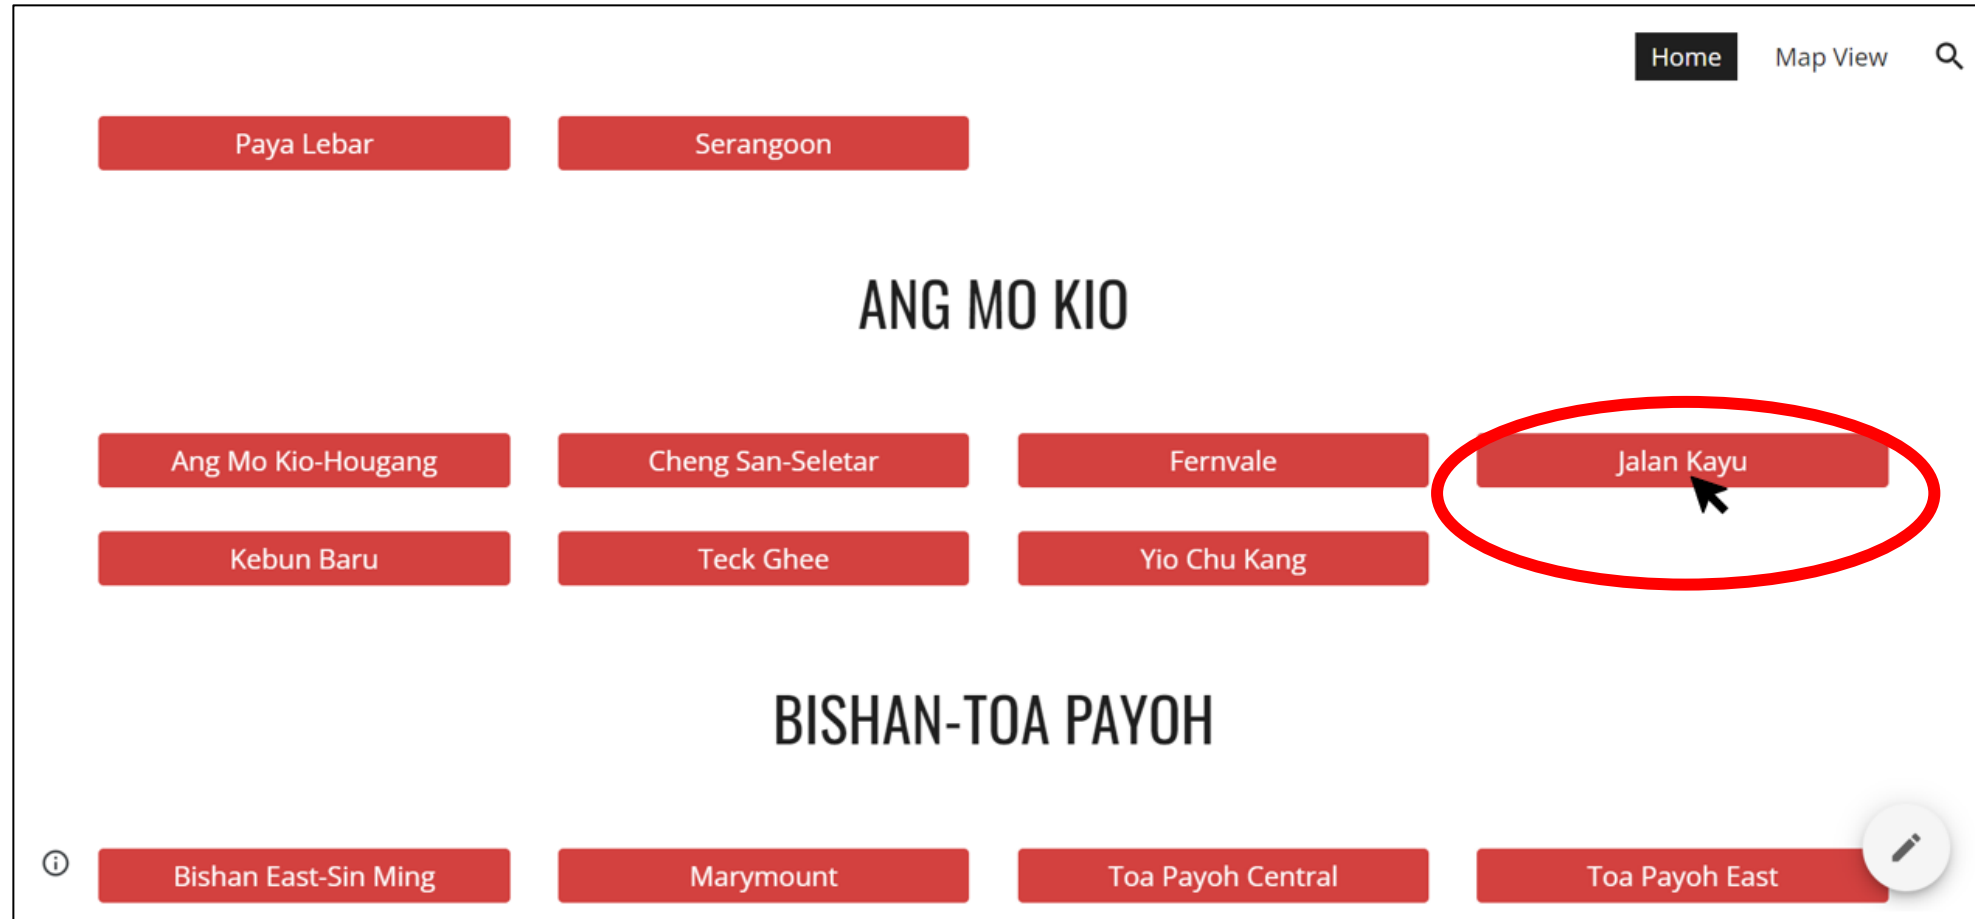 Home Map View
Paya Lebar Serangoon
ANG MO KIO
Ang Mo Kio-Hougang Cheng San-Seletar Fernvale Jalan Kayu
Kebun Baru Teck Ghee Yio Chu Kang
BISHAN-TOA PAYOH
Bishan East-Sin Ming Marymount Toa Payoh Central Toa Payoh East